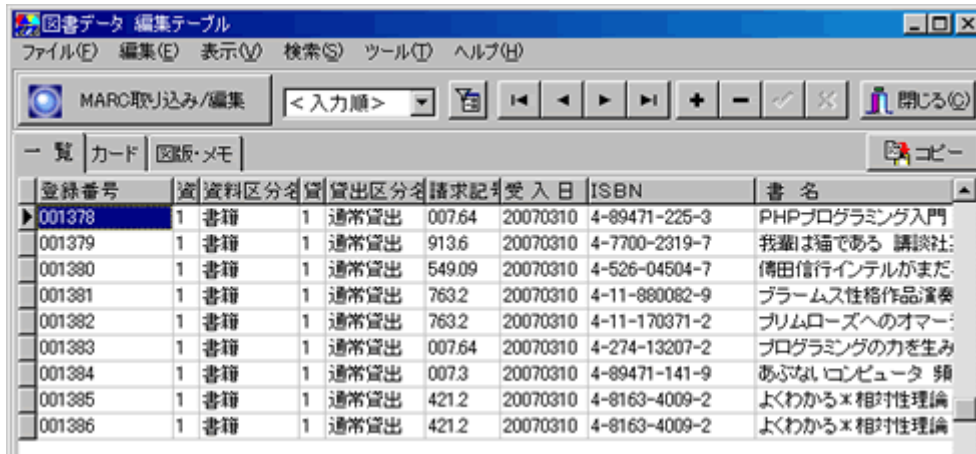 図書データ 編集テーブル
ファイル(F) 編集(E) 表示(V) 検索(S) ツール(T) ヘルプ(H)
MARC取り込み/編集 <入力順> 閉じる(C)
一 覧 カード 図版・メモ コピー
登録番号 資 資料区分名 貸 貸出区分名 請求記号 受 入 日 ISBN 書 名
001378 1 書籍 1 通常貸出 007.64 20070310 4-89471-225-3 PHPプログラミング入門
001379 1 書籍 1 通常貸出 913.6 20070310 4-7700-2319-7 我輩は猫である 講談社
001380 1 書籍 1 通常貸出 549.09 20070310 4-526-04504-7 傳田信行インテルがまだ
001381 1 書籍 1 通常貸出 763.2 20070310 4-11-880082-9 ブラームス性格作品演奏
001382 1 書籍 1 通常貸出 763.2 20070310 4-11-170371-2 プリムローズへのオマー
001383 1 書籍 1 通常貸出 007.64 20070310 4-274-13207-2 プログラミングの力を生み
001384 1 書籍 1 通常貸出 007.3 20070310 4-89471-141-9 あぶないコンピュータ 頻
001385 1 書籍 1 通常貸出 421.2 20070310 4-8163-4009-2 よくわかる*相対性理論
001386 1 書籍 1 通常貸出 421.2 20070310 4-8163-4009-2 よくわかる*相対性理論